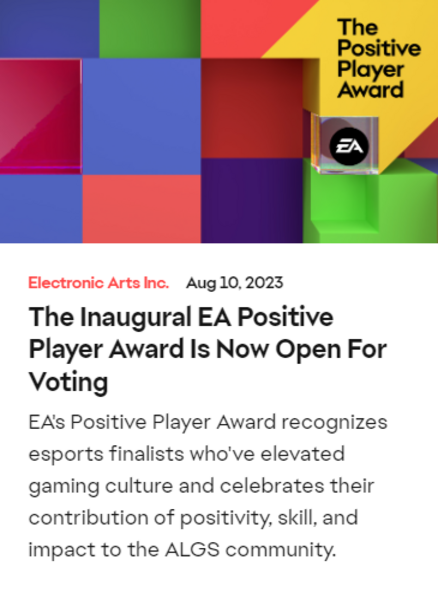 The
Positive
Player
Award
EA
Electronic Arts Inc. Aug 10, 2023
The Inaugural EA Positive
Player Award Is Now Open For
Voting
EA's Positive Player Award recognizes
esports finalists who've elevated
gaming culture and celebrates their
contribution of positivity, skill, and
impact to the ALGS community.